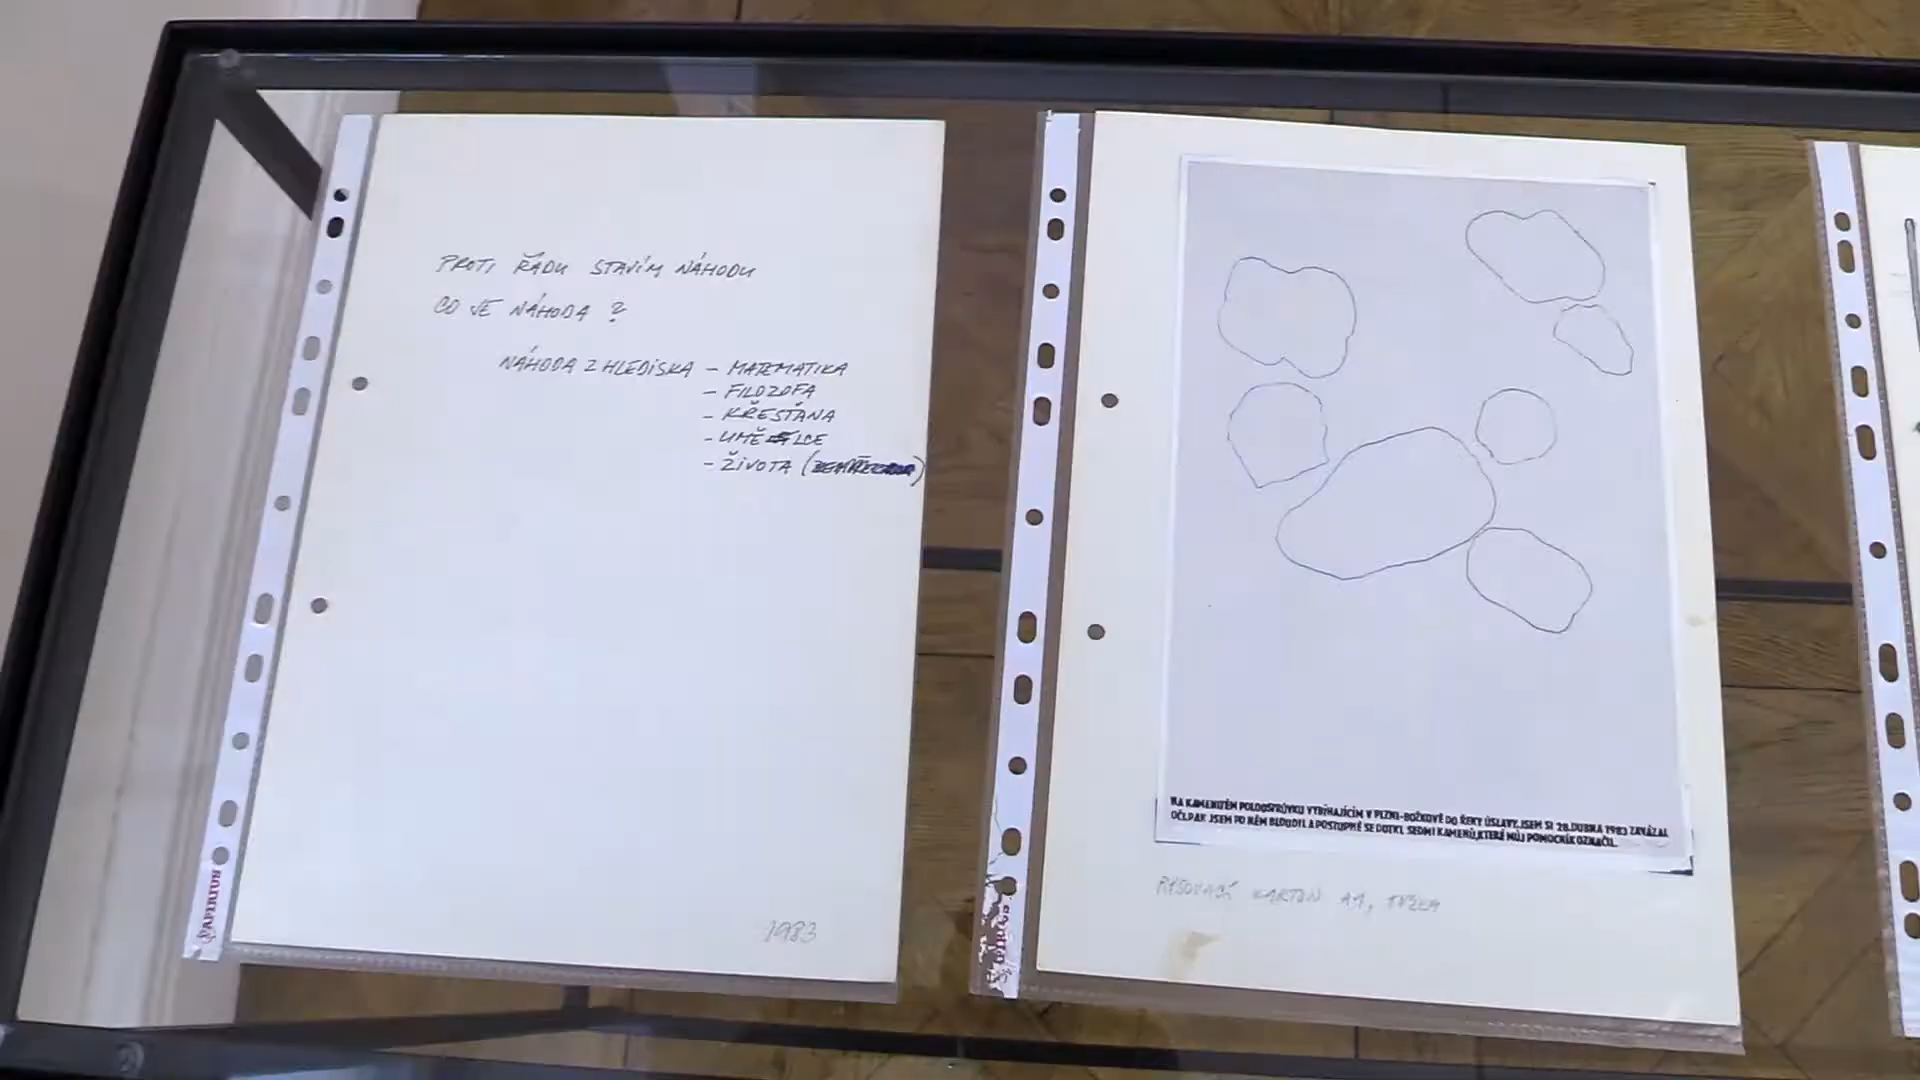 PROTI ŘÁDU STAVÍM NÁHODU
CO JE NÁHODA ?
NÁHODA Z HLEDISKA - MATEMATIKA
- FILOZOFA
- KŘESŤANA
- UMĚLCE
- ŽIVOTA (
1983
PAPIRIUS
NA KAMENITÉM POLOOSTRŮVKU VYBÍHAJÍCÍM V PLZNI-BOŽKOVĚ DO ŘEKY ÚSLAVY, JSEM SI 28. DUBNA 1983 ZAVÁZAL
OČI, PAK JSEM PO NĚM BLOUDIL A POSTUPNĚ SE DOTKL SEDMI KAMENŮ, KTERÉ MŮJ POMOCNÍK OZNAČIL.
RÝSOVACÍ KARTON A1, TUŽKA